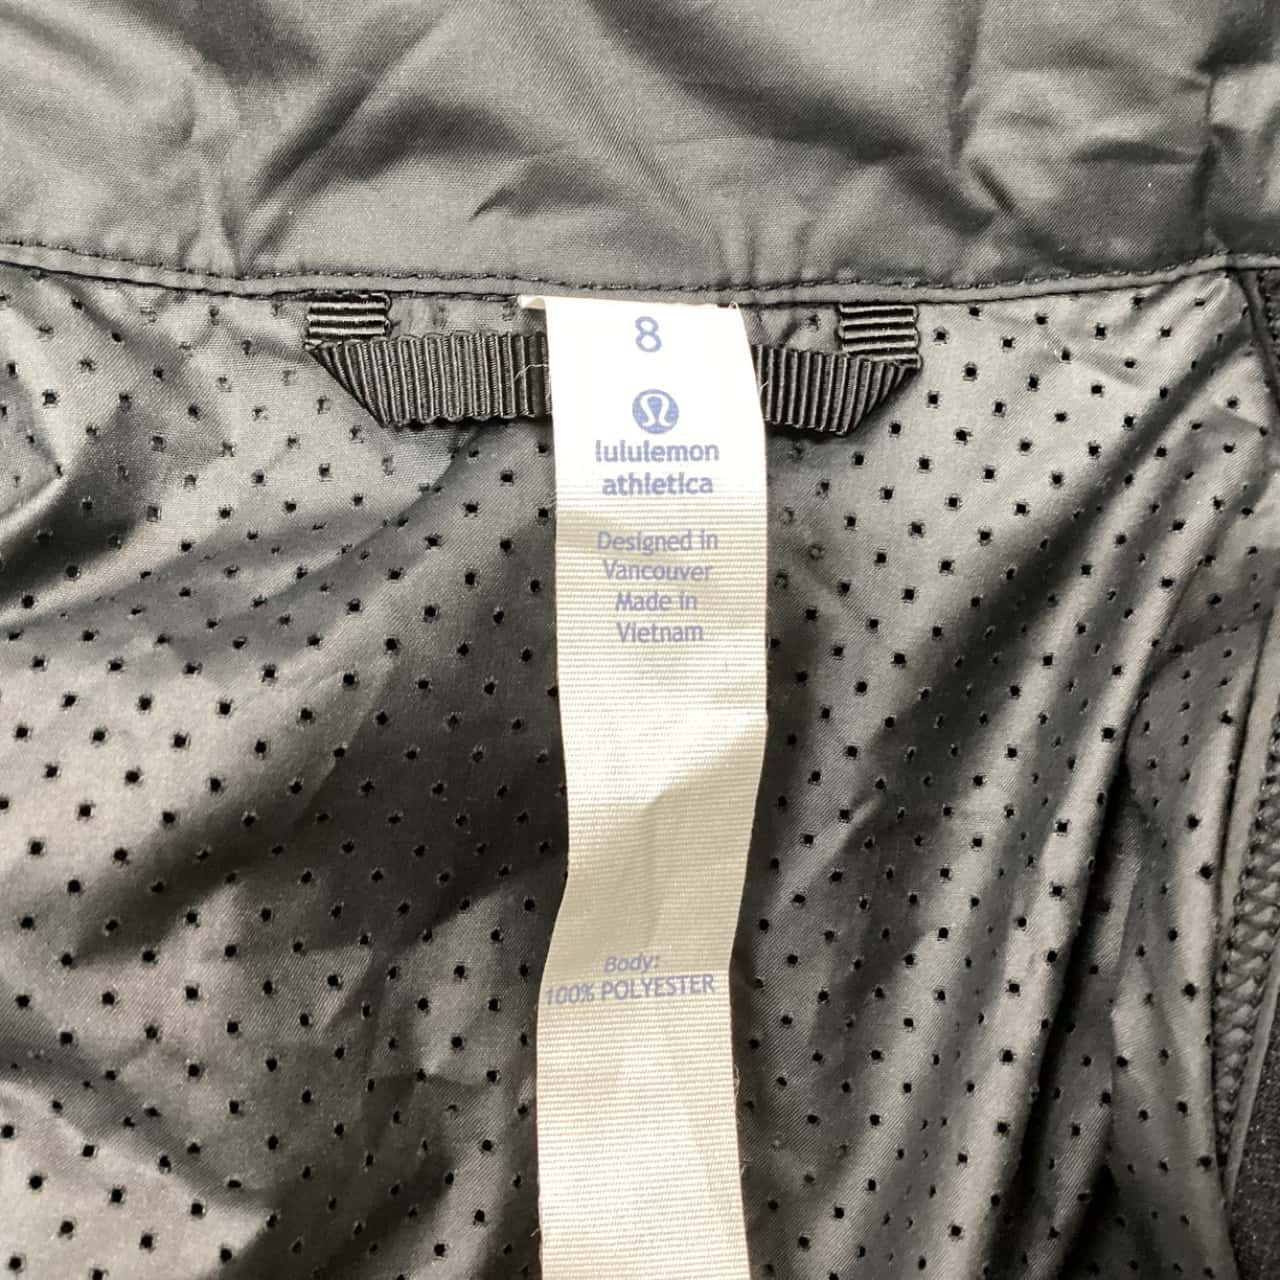 8
lululemon
athletica
Designed in
Vancouver
Made in
Vietnam
Body:
100% POLYESTER